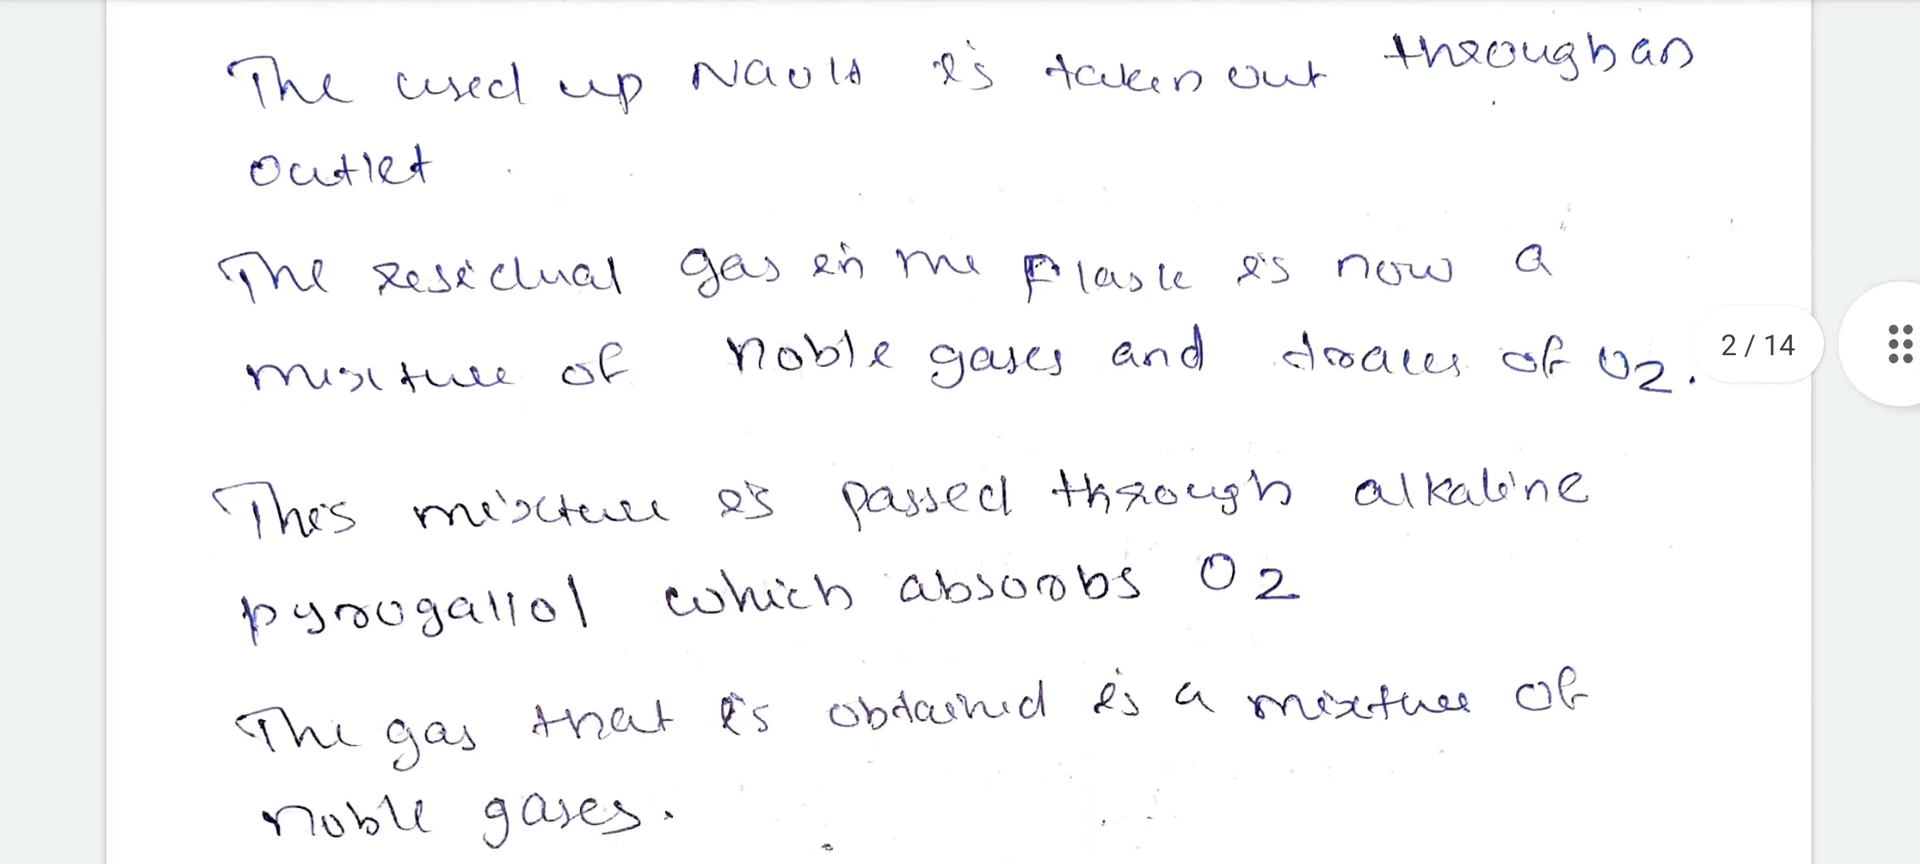 The used up NaOH is taken out through an
outlet
The residual gas in the Flask is now a
mixture of noble gases and traces of O2.
2 / 14
This mixture is passed through alkaline
pyrogallol which absorbs O2
The gas that is obtained is a mixture of
noble gases.